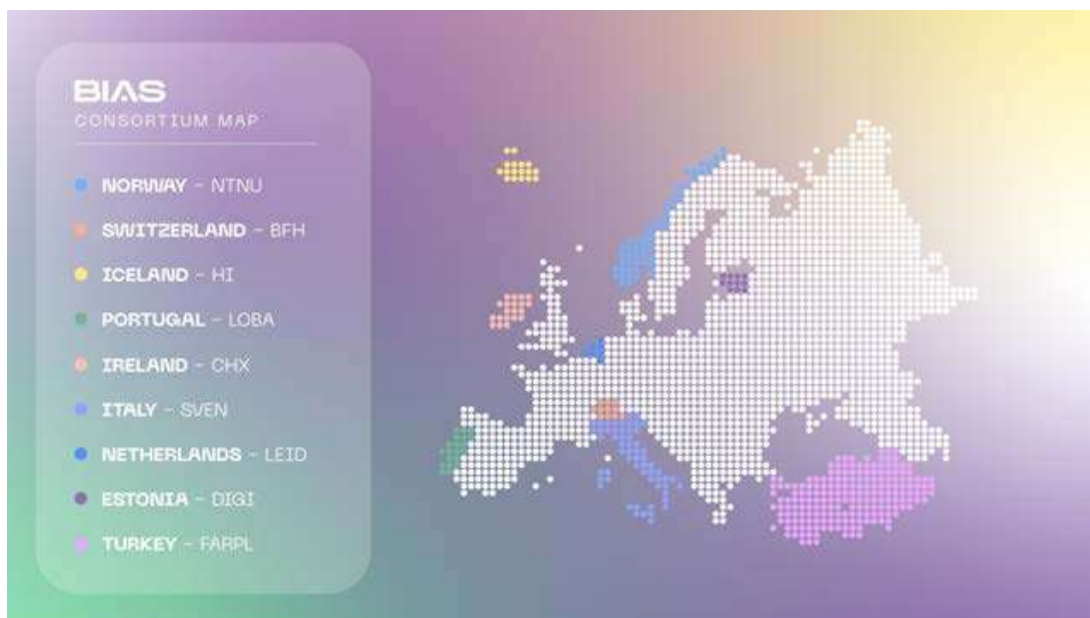 BIAS
CONSORTIUM MAP
NORWAY – NTNU
SWITZERLAND – BFH
ICELAND – HI
PORTUGAL – LOBA
IRELAND – CHX
ITALY – SVEN
NETHERLANDS – LEID
ESTONIA – DIGI
TURKEY – FARPL